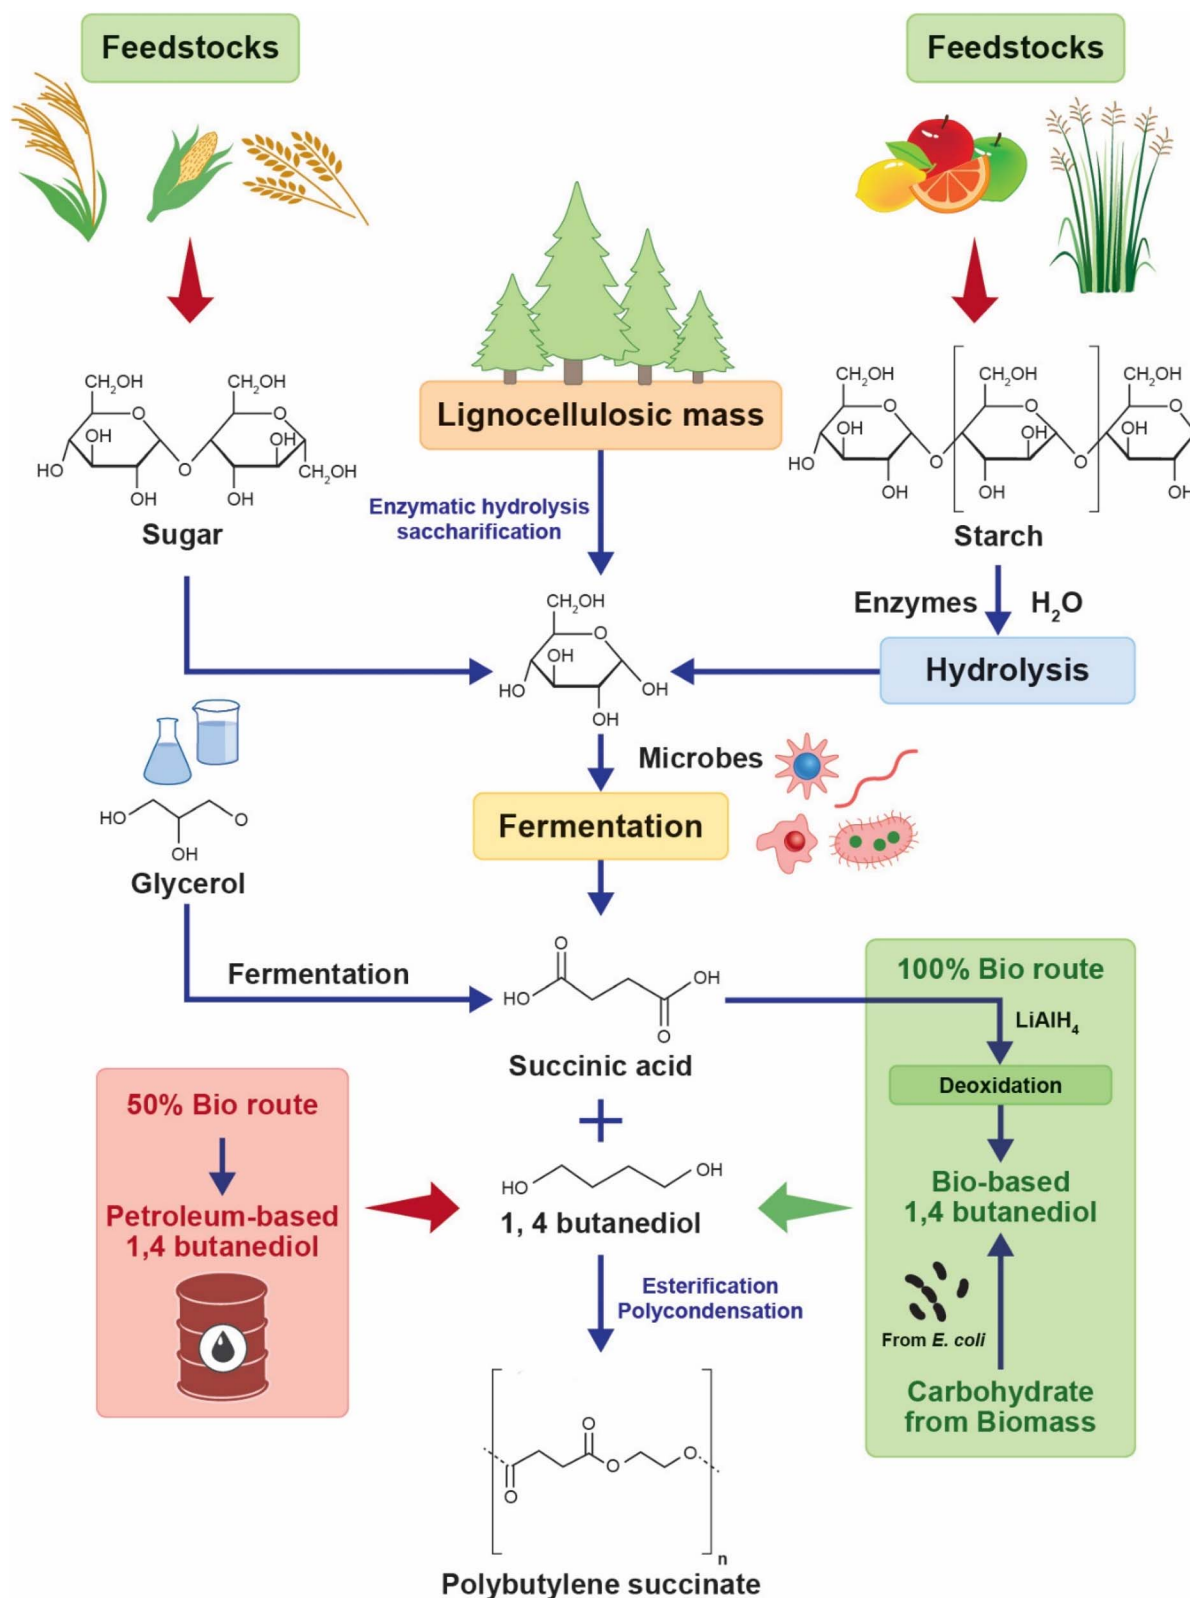 Feedstocks
Feedstocks
CH₂OH
O
OH
HO
OH
O
CH₂OH
O
OH
CH₂OH
OH
Sugar
Lignocellulosic mass
Enzymatic hydrolysis
saccharification
CH₂OH
O
OH
HO
OH
O
CH₂OH
O
OH
OH
O
CH₂OH
O
OH
OH
Starch
Enzymes
H₂O
Hydrolysis
CH₂OH
O
OH
HO
OH
OH
Microbes
Fermentation
HO
O
OH
Glycerol
Fermentation
O
OH
HO
O
Succinic acid
100% Bio route
LiAlH₄
Deoxidation
Bio-based
1,4 butanediol
From E. coli
Carbohydrate
from Biomass
50% Bio route
Petroleum-based
1,4 butanediol
+
HO
OH
1, 4 butanediol
Esterification
Polycondensation
O
O
O
O
n
Polybutylene succinate